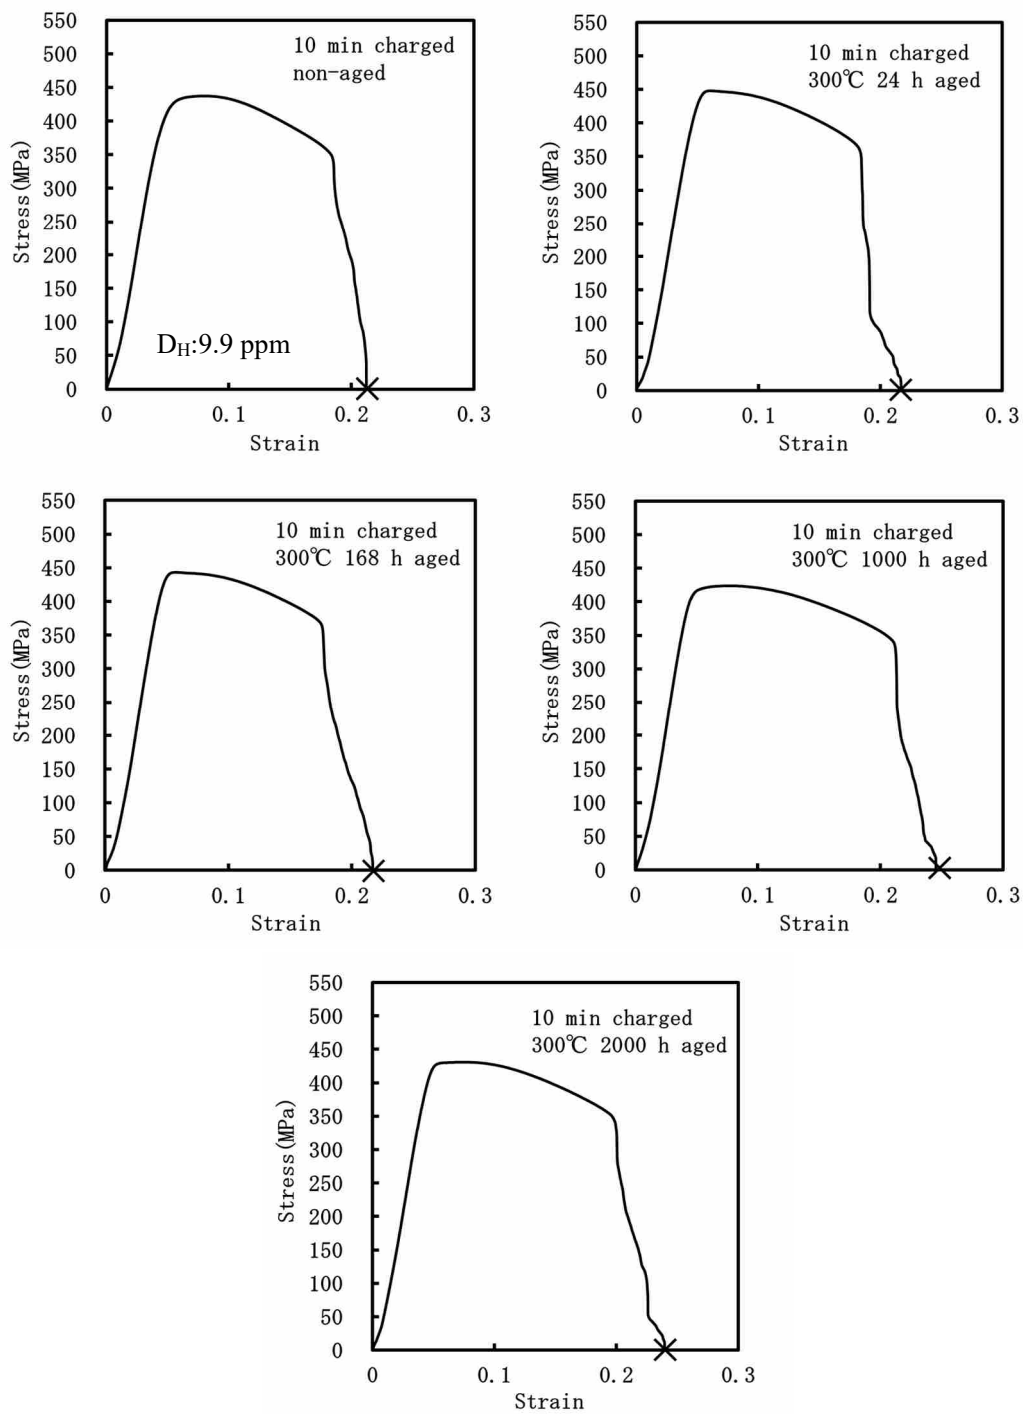 550
500
450
400
350
300
250
200
150
100
50
0
Stress(MPa)
10 min charged
non-aged
D_H:9.9 ppm
0 0.1 0.2 0.3
Strain
550
500
450
400
350
300
250
200
150
100
50
0
Stress(MPa)
10 min charged
300℃ 24 h aged
0 0.1 0.2 0.3
Strain
550
500
450
400
350
300
250
200
150
100
50
0
Stress(MPa)
10 min charged
300℃ 168 h aged
0 0.1 0.2 0.3
Strain
550
500
450
400
350
300
250
200
150
100
50
0
Stress(MPa)
10 min charged
300℃ 1000 h aged
0 0.1 0.2 0.3
Strain
550
500
450
400
350
300
250
200
150
100
50
0
Stress(MPa)
10 min charged
300℃ 2000 h aged
0 0.1 0.2 0.3
Strain